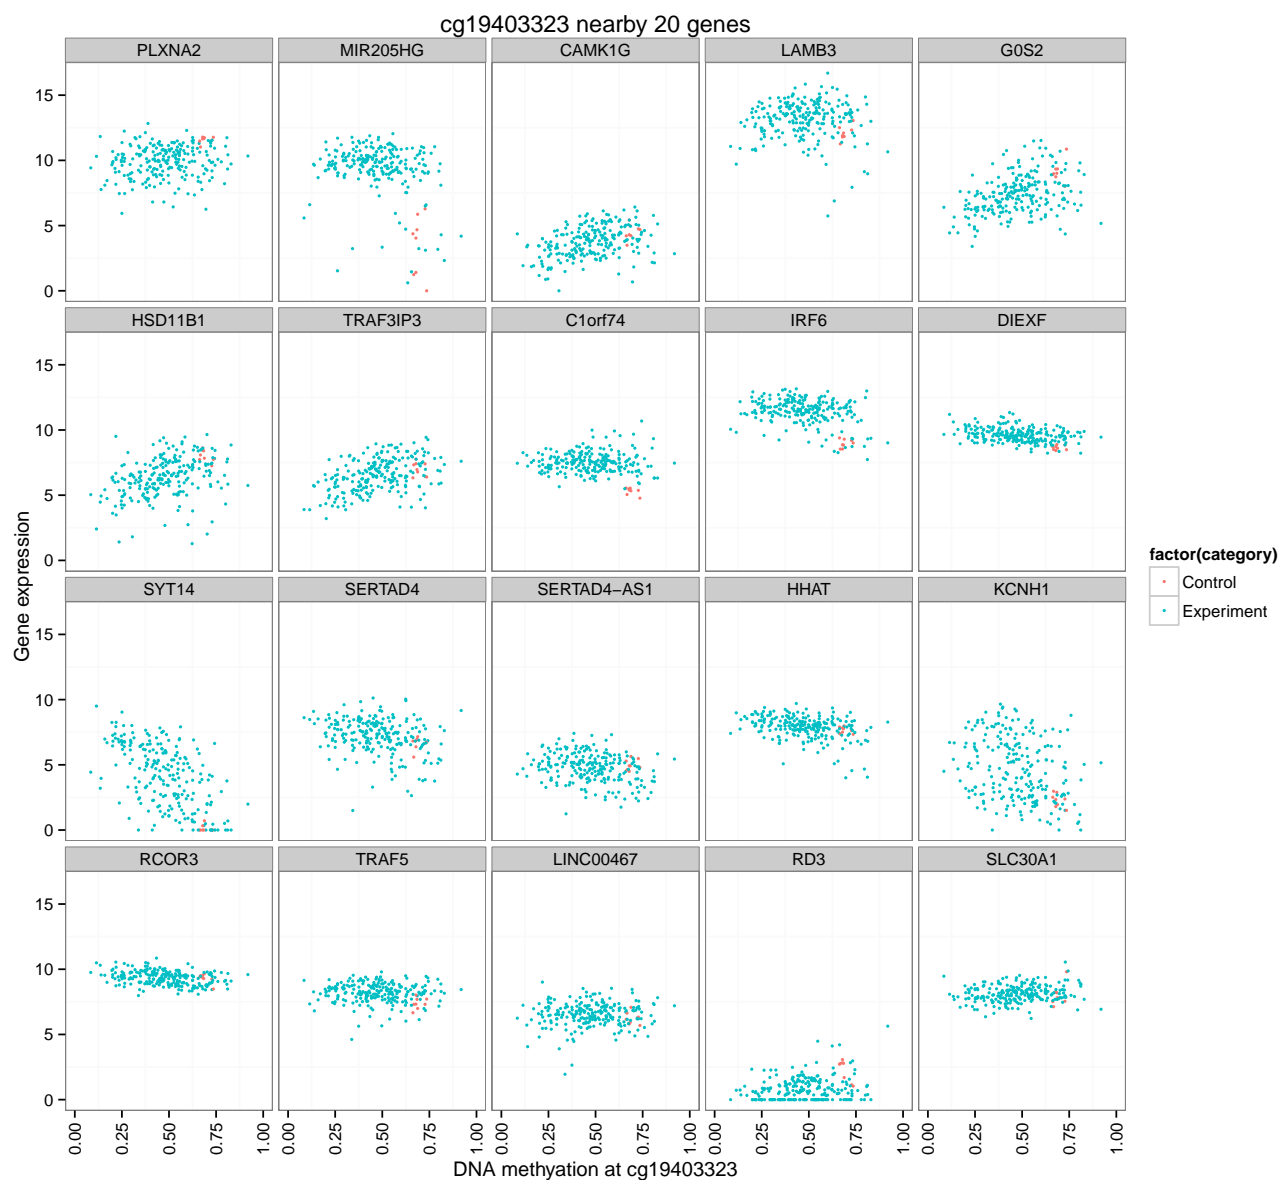 cg19403323 nearby 20 genes
PLXNA2 MIR205HG CAMK1G LAMB3 G0S2
15
10
5
0
HSD11B1 TRAF3IP3 C1orf74 IRF6 DIEXF
15
10
5
0
SYT14 SERTAD4 SERTAD4−AS1 HHAT KCNH1
15
10
5
0
RCOR3 TRAF5 LINC00467 RD3 SLC30A1
15
10
5
0
0.00 0.25 0.50 0.75 1.00 0.00 0.25 0.50 0.75 1.00 0.00 0.25 0.50 0.75 1.00 0.00 0.25 0.50 0.75 1.00 0.00 0.25 0.50 0.75 1.00
DNA methyation at cg19403323
Gene expression
factor(category)
Control
Experiment